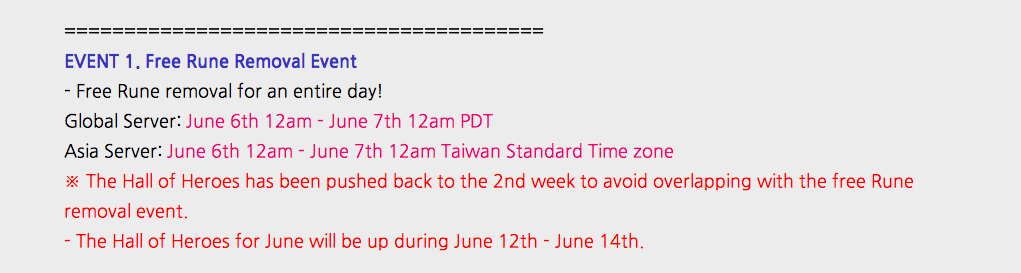 ========================================
EVENT 1. Free Rune Removal Event
- Free Rune removal for an entire day!
Global Server: June 6th 12am - June 7th 12am PDT
Asia Server: June 6th 12am - June 7th 12am Taiwan Standard Time zone
※ The Hall of Heroes has been pushed back to the 2nd week to avoid overlapping with the free Rune
removal event.
- The Hall of Heroes for June will be up during June 12th - June 14th.